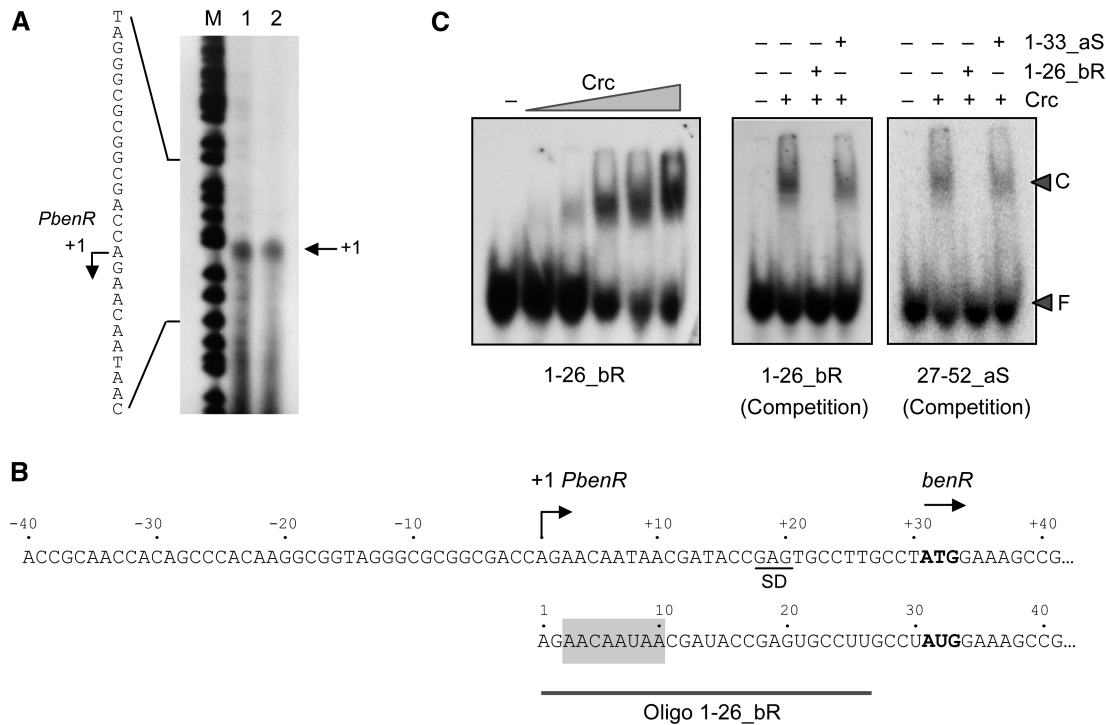 A
T
A
G
G
G
C
G
C
G
G
C
G
A
C
C
A
G
A
A
C
A
A
T
A
A
C
PbenR
+1
M 1 2
+1
C
– Crc
1-26_bR
– – – + – – – + 1-33_aS
– – + – – – + – 1-26_bR
– + + + – + + + Crc
C
F
1-26_bR
(Competition)
27-52_aS
(Competition)
B
+1 PbenR benR
-40 -30 -20 -10 +10 +20 +30 +40
ACCGCAACCACAGCCCACAAGGCGGTAGGGCGCGGCGACCAGAACAATAACGATACCGAGTGCCTTGCCTATGGAAAGCCG...
SD
1 10 20 30 40
AGAACAAUAACGAUACCGAGUGCCUUGCCUAUGGAAAGCCG...
Oligo 1-26_bR